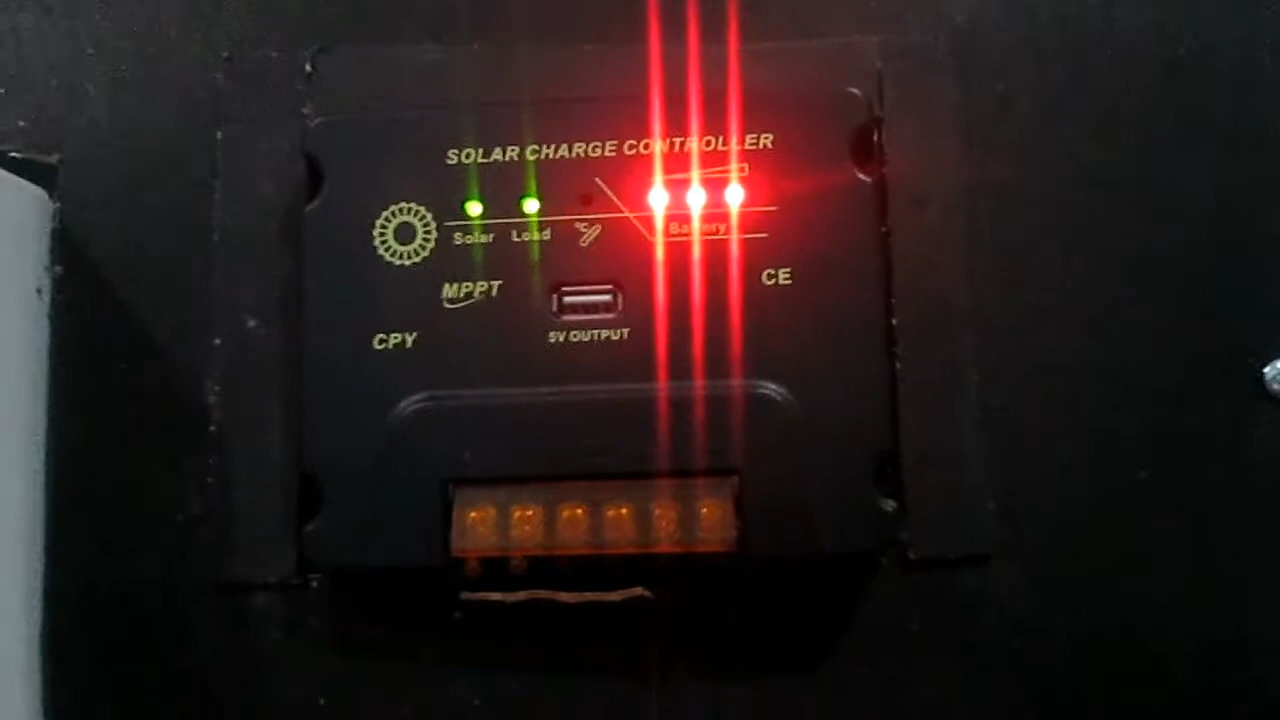 SOLAR CHARGE CONTROLLER
Solar Load °C Battery
MPPT
CE
5V OUTPUT
CPY